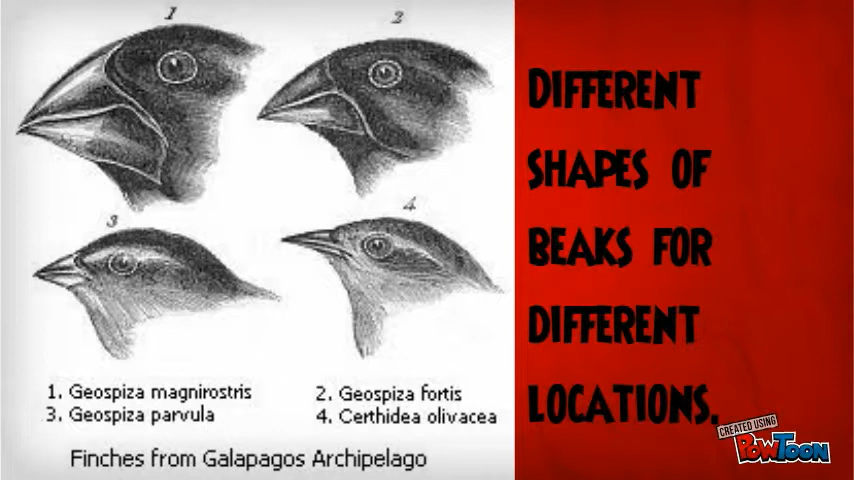 1
2
3
4
1. Geospiza magnirostris
2. Geospiza fortis
3. Geospiza parvula
4. Certhidea olivacea
Finches from Galapagos Archipelago
DIFFERENT
SHAPES OF
BEAKS FOR
DIFFERENT
LOCATIONS.
CREATED USING
POWTOON